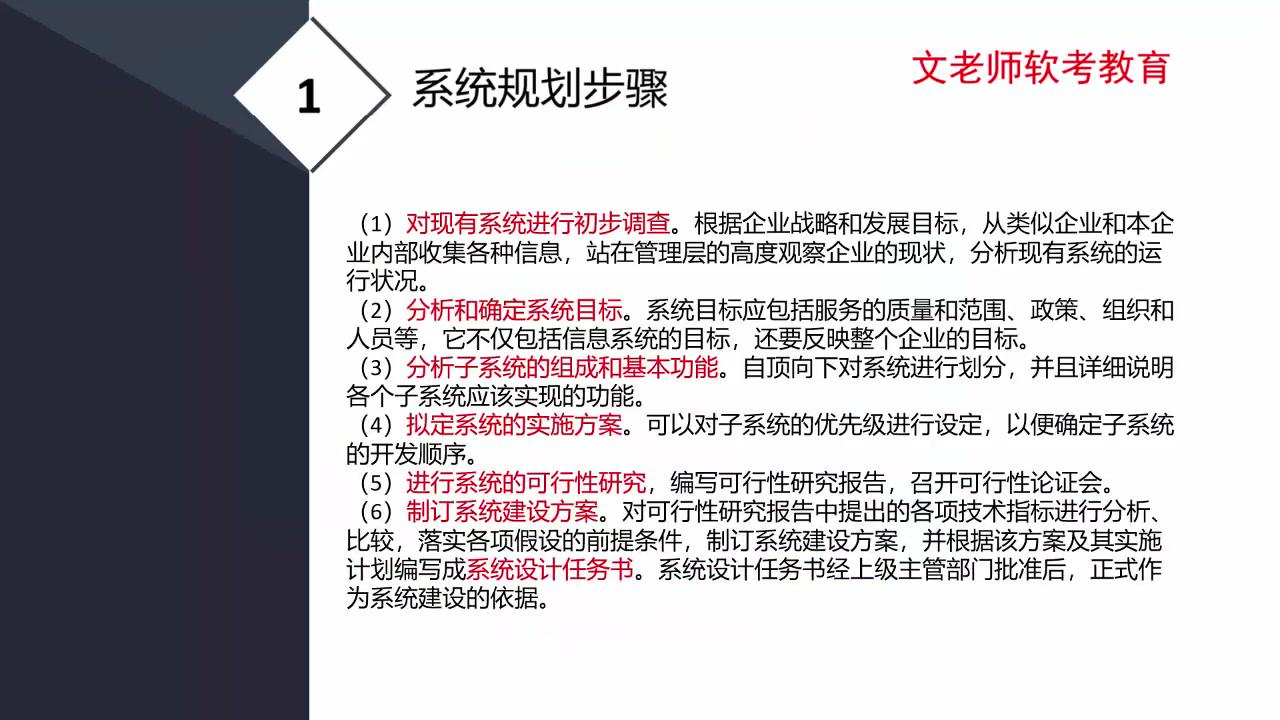 1
系统规划步骤
文老师软考教育
（1）对现有系统进行初步调查。根据企业战略和发展目标，从类似企业和本企
业内部收集各种信息，站在管理层的高度观察企业的现状，分析现有系统的运
行状况。
（2）分析和确定系统目标。系统目标应包括服务的质量和范围、政策、组织和
人员等，它不仅包括信息系统的目标，还要反映整个企业的目标。
（3）分析子系统的组成和基本功能。自顶向下对系统进行划分，并且详细说明
各个子系统应该实现的功能。
（4）拟定系统的实施方案。可以对子系统的优先级进行设定，以便确定子系统
的开发顺序。
（5）进行系统的可行性研究，编写可行性研究报告，召开可行性论证会。
（6）制订系统建设方案。对可行性研究报告中提出的各项技术指标进行分析、
比较，落实各项假设的前提条件，制订系统建设方案，并根据该方案及其实施
计划编写成系统设计任务书。系统设计任务书经上级主管部门批准后，正式作
为系统建设的依据。